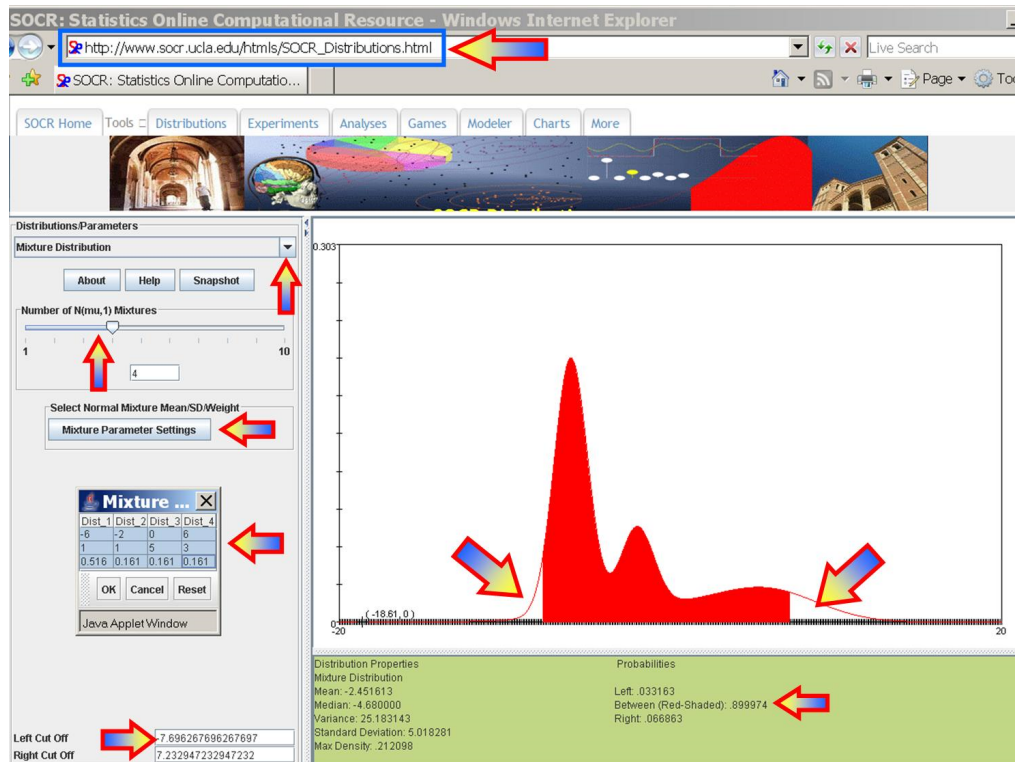 SOCR: Statistics Online Computational Resource - Windows Internet Explorer
http://www.socr.ucla.edu/htmls/SOCR_Distributions.html
Live Search
SOCR: Statistics Online Computatio...
Page
SOCR Home Tools Distributions Experiments Analyses Games Modeler Charts More
Distributions/Parameters
Mixture Distribution
About Help Snapshot
Number of N(mu,1) Mixtures
1 10
4
Select Normal Mixture Mean/SD/Weight
Mixture Parameter Settings
Mixture ...
Dist_1 Dist_2 Dist_3 Dist_4
-6 -2 0 6
1 1 5 3
0.516 0.161 0.161 0.161
OK Cancel Reset
Java Applet Window
Left Cut Off -7.696267696267697
Right Cut Off 7.232947232947232
0.303
(-18.61, 0)
0
-20 20
Distribution Properties
Mixture Distribution
Mean: -2.451613
Median: -4.680000
Variance: 25.183143
Standard Deviation: 5.018281
Max Density: .212098
Probabilities
Left: .033163
Between (Red-Shaded): .899974
Right: .066863